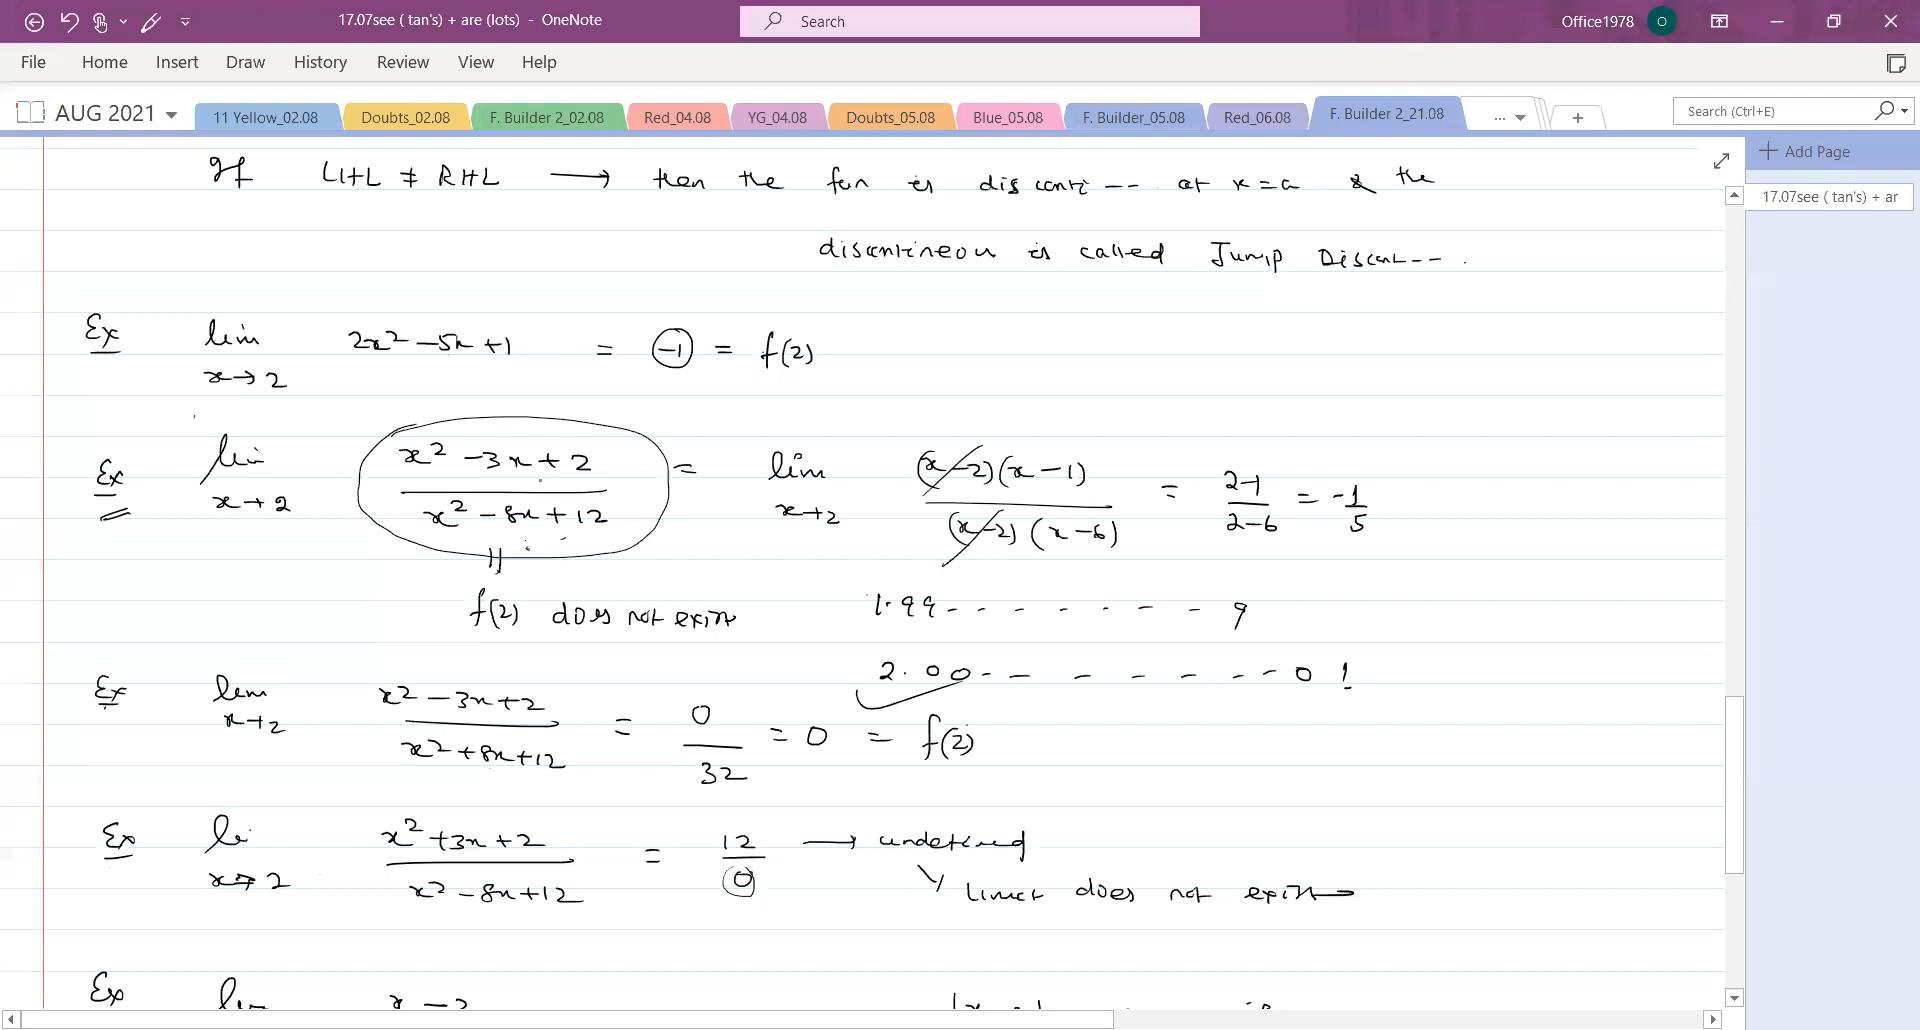 17.07see ( tan's) + are (lots) - OneNote
Search
Office1978
O
File Home Insert Draw History Review View Help
AUG 2021
11 Yellow_02.08
Doubts_02.08
F. Builder 2_02.08
Red_04.08
YG_04.08
Doubts_05.08
Blue_05.08
F. Builder_05.08
Red_06.08
F. Builder 2_21.08
...
+
Search (Ctrl+E)
+ Add Page
17.07see ( tan's) + ar
If LHL ≠ RHL → then the fun is disconti -- at x = a & the
discontineou is called Jump Discont-- .
Ex lim x→2 2x² - 5x + 1 = -1 = f(2)
Ex lim x→2 (x² - 3x + 2)/(x² - 8x + 12) = lim x→2 (x-2)(x-1)/(x-2)(x-6) = (2-1)/(2-6) = -1/5
||
f(2) does not exist 1.99 - - - - - - - 9
2.00 - - - - - - - 0 1
Ex lim x→2 (x² - 3x + 2)/(x² + 8x + 12) = 0/32 = 0 = f(2)
Ex li x→2 (x² + 3x + 2)/(x² - 8x + 12) = 12/0 → undefined
↘ limit does not exist
Ex